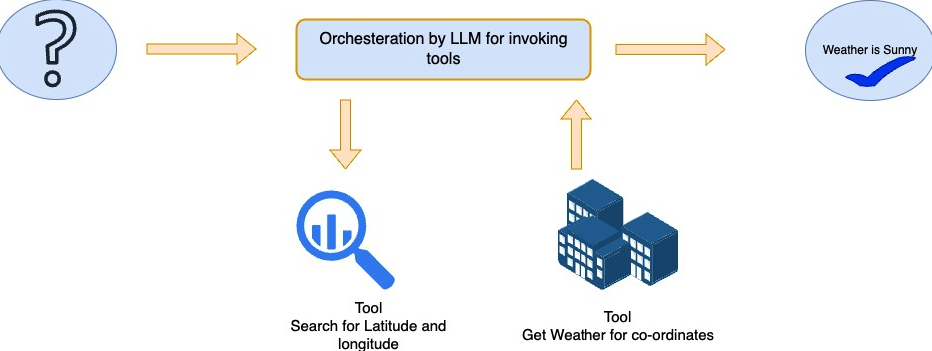 ?
Orchesteration by LLM for invoking
tools
Weather is Sunny
Tool
Search for Latitude and
longitude
Tool
Get Weather for co-ordinates